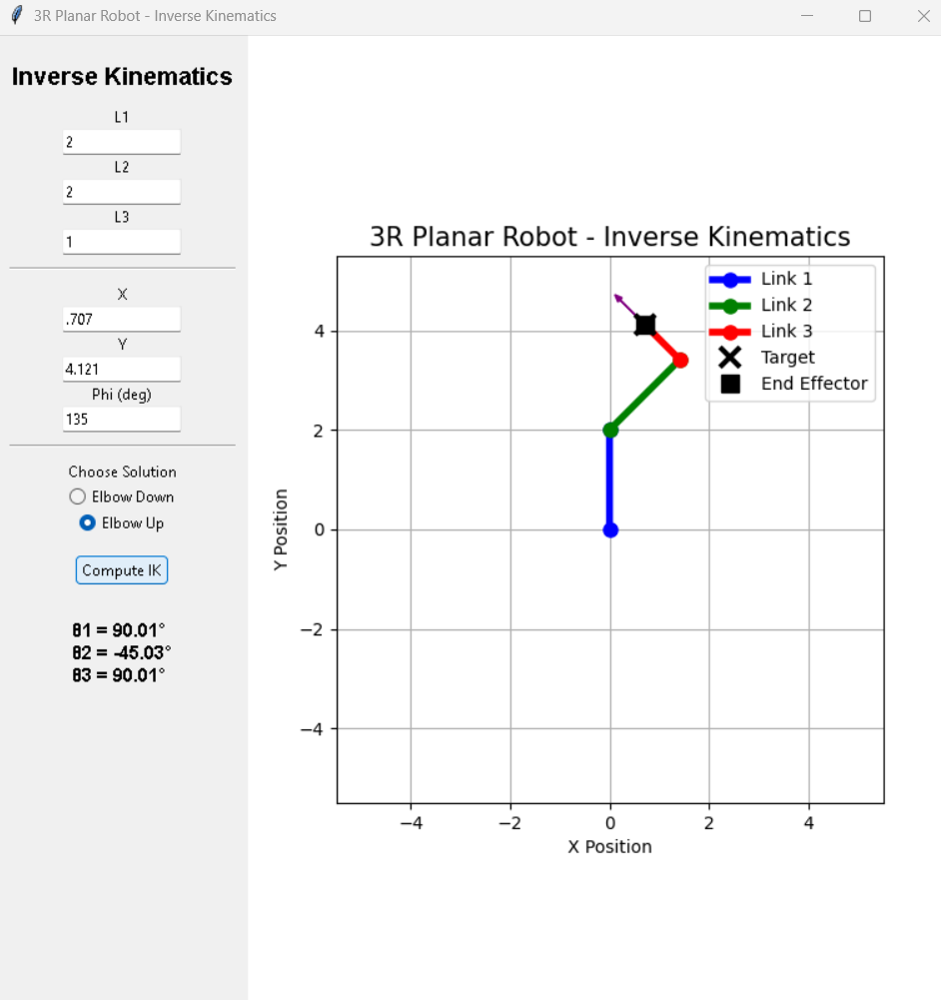 3R Planar Robot - Inverse Kinematics
Inverse Kinematics
L1
2
L2
2
L3
1
X
.707
Y
4.121
Phi (deg)
135
Choose Solution
Elbow Down
Elbow Up
Compute IK
θ1 = 90.01°
θ2 = -45.03°
θ3 = 90.01°
3R Planar Robot - Inverse Kinematics
Link 1
Link 2
Link 3
Target
End Effector
Y Position
4
2
0
−2
−4
−4 −2 0 2 4
X Position